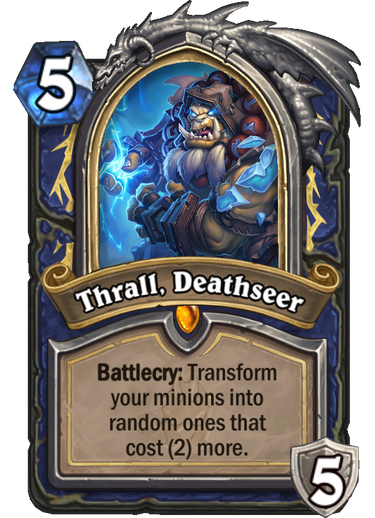 5
Thrall, Deathseer
Battlecry: Transform
your minions into
random ones that
cost (2) more.
5